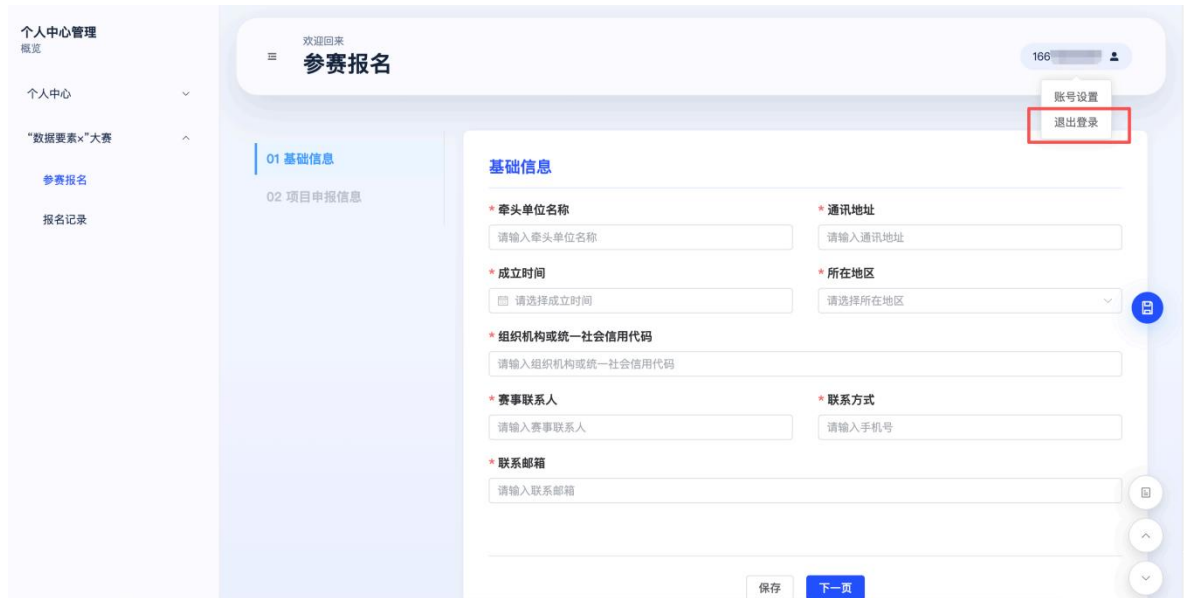 个人中心管理
概览
个人中心
“数据要素×”大赛
参赛报名
报名记录
欢迎回来
参赛报名
166
账号设置
退出登录
01 基础信息
02 项目申报信息
基础信息
* 牵头单位名称
请输入牵头单位名称
* 通讯地址
请输入通讯地址
* 成立时间
请选择成立时间
* 所在地区
请选择所在地区
* 组织机构或统一社会信用代码
请输入组织机构或统一社会信用代码
* 赛事联系人
请输入赛事联系人
* 联系方式
请输入手机号
* 联系邮箱
请输入联系邮箱
保存
下一页